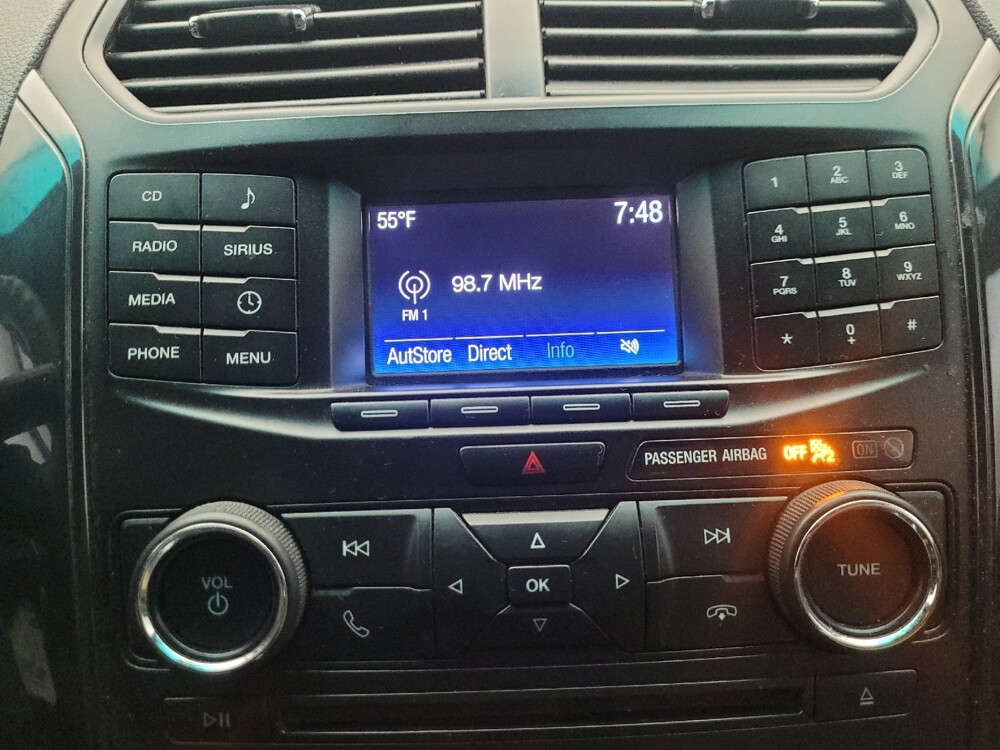 55°F
7:48
98.7 MHz
FM 1
AutoStore Direct Info
CD
RADIO
SIRIUS
MEDIA
PHONE
MENU
1
2
ABC
3
DEF
4
GHI
5
JKL
6
MNO
7
PQRS
8
TUV
9
WXYZ
*
0
+
#
PASSENGER AIRBAG OFF 2 ON
VOL
OK
TUNE